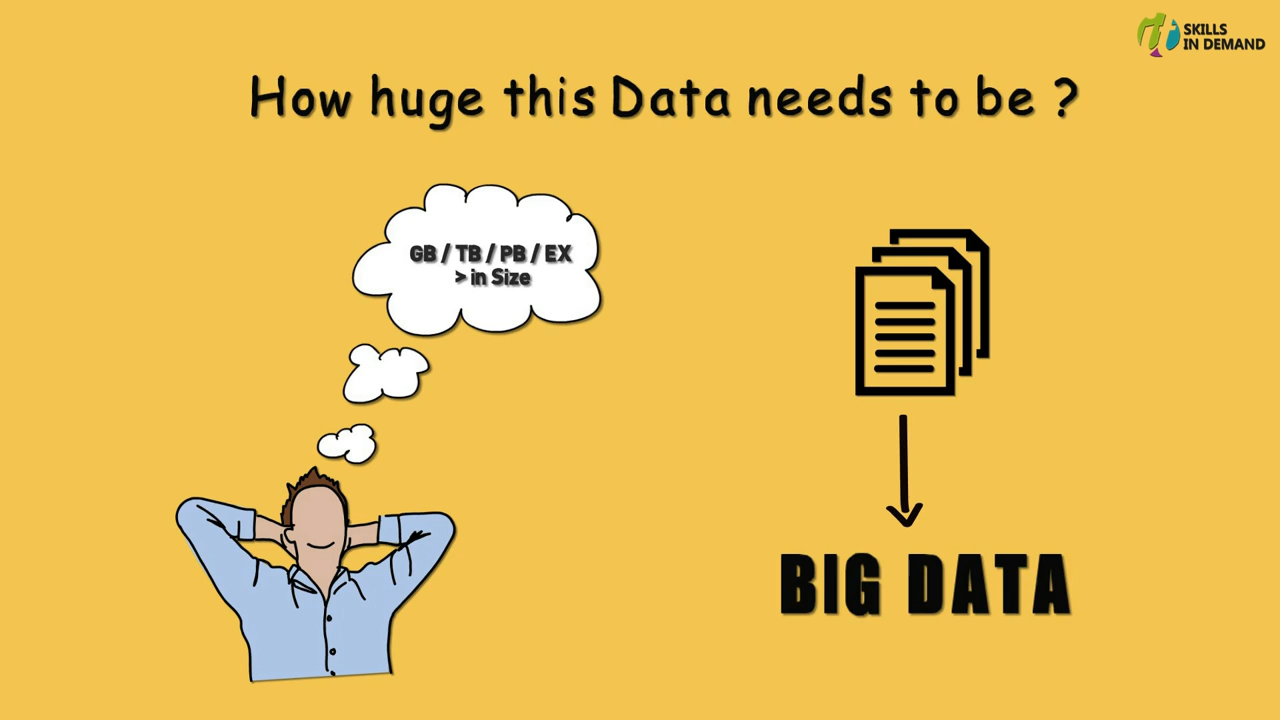 SKILLS
IN DEMAND
How huge this Data needs to be ?
GB / TB / PB / EX
> in Size
BIG DATA